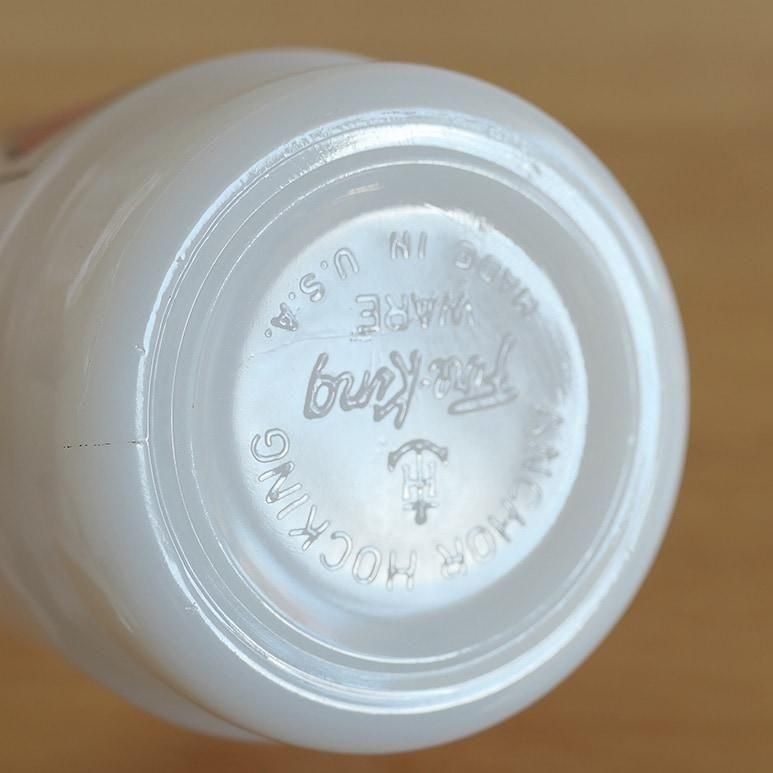 ANCHOR HOCKING
H
Fire-King
WARE
MADE IN U.S.A.